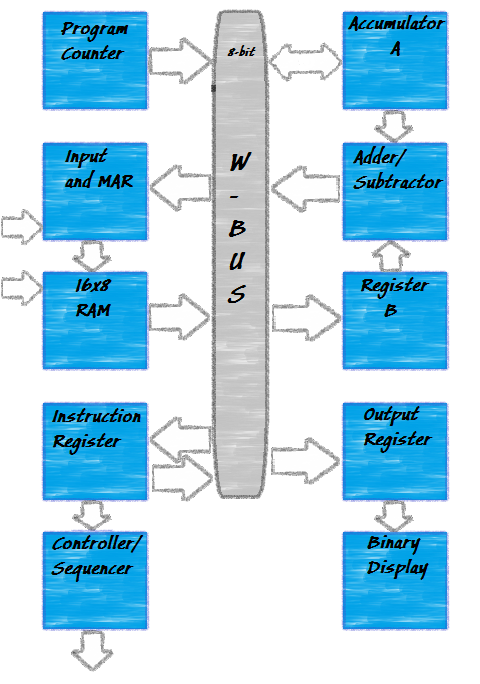 Program
Counter
8-bit
Accumulator
A
Input
and MAR
W
-
B
U
S
Adder/
Subtractor
16x8
RAM
Register
B
Instruction
Register
Output
Register
Controller/
Sequencer
Binary
Display